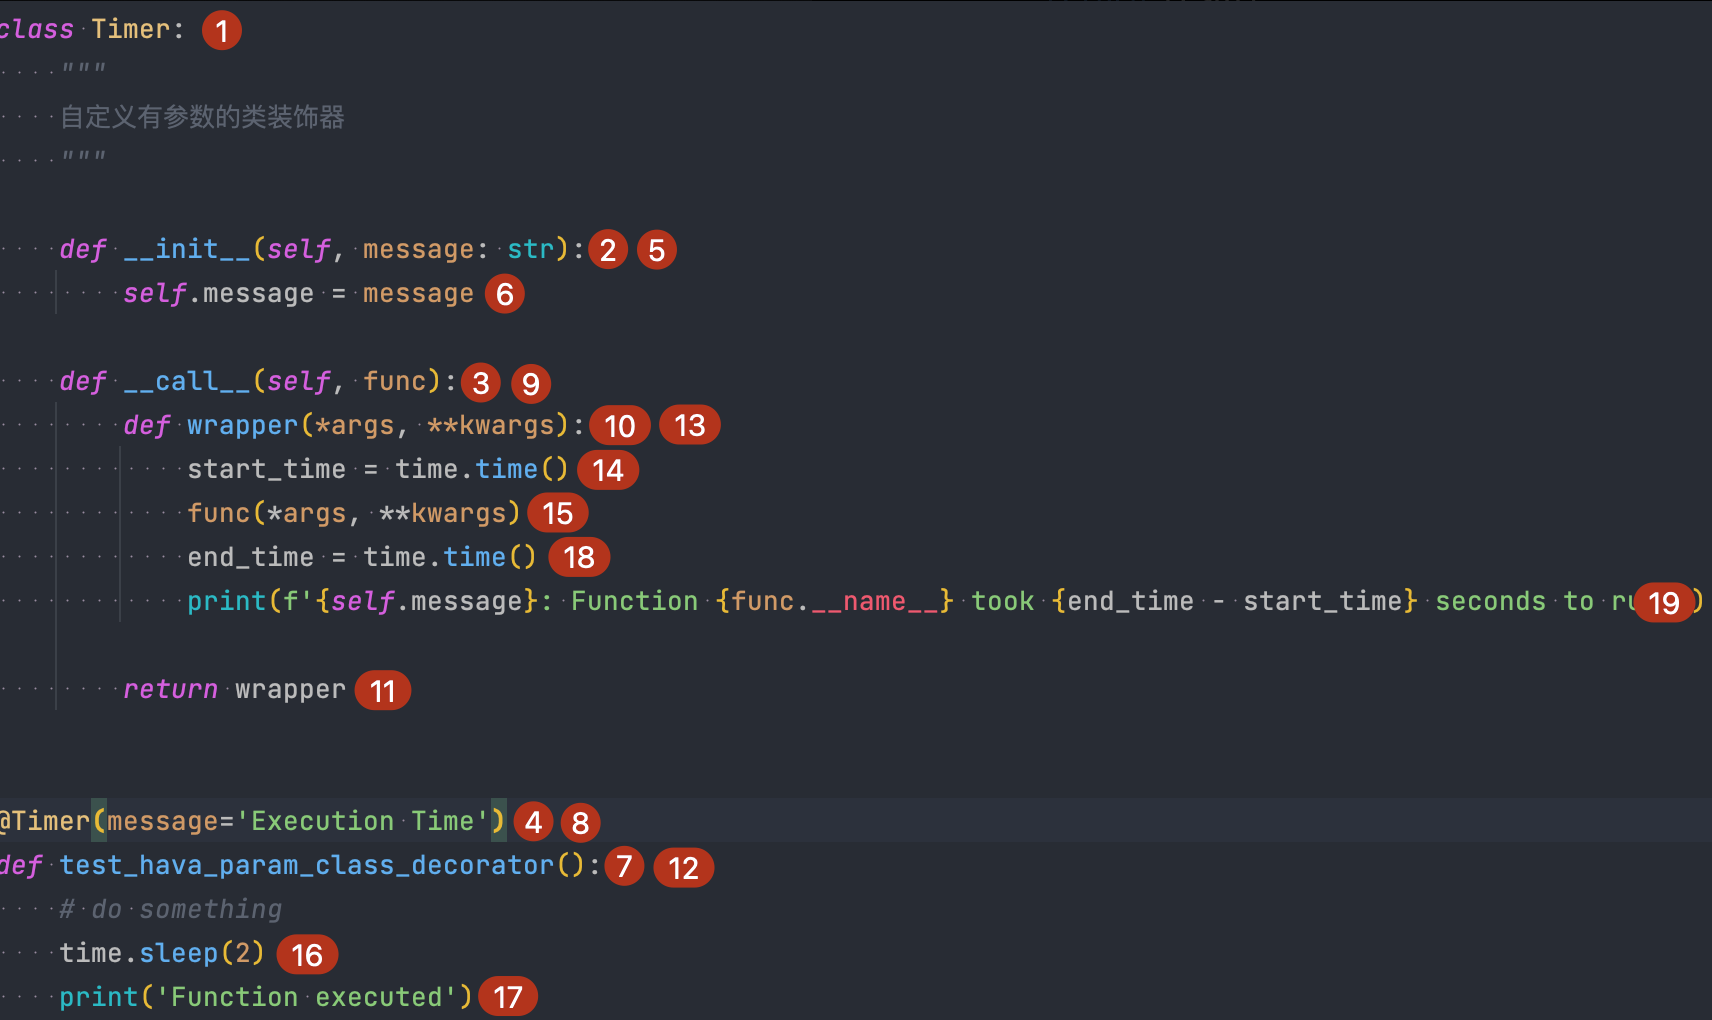 class Timer: 1
"""
自定义有参数的类装饰器
"""
def __init__(self, message: str): 2 5
self.message = message 6
def __call__(self, func): 3 9
def wrapper(*args, **kwargs): 10 13
start_time = time.time() 14
func(*args, **kwargs) 15
end_time = time.time() 18
print(f'{self.message}: Function {func.__name__} took {end_time - start_time} seconds to 19 )
return wrapper 11
@Timer(message='Execution Time') 4 8
def test_hava_param_class_decorator(): 7 12
# do something
time.sleep(2) 16
print('Function executed') 17